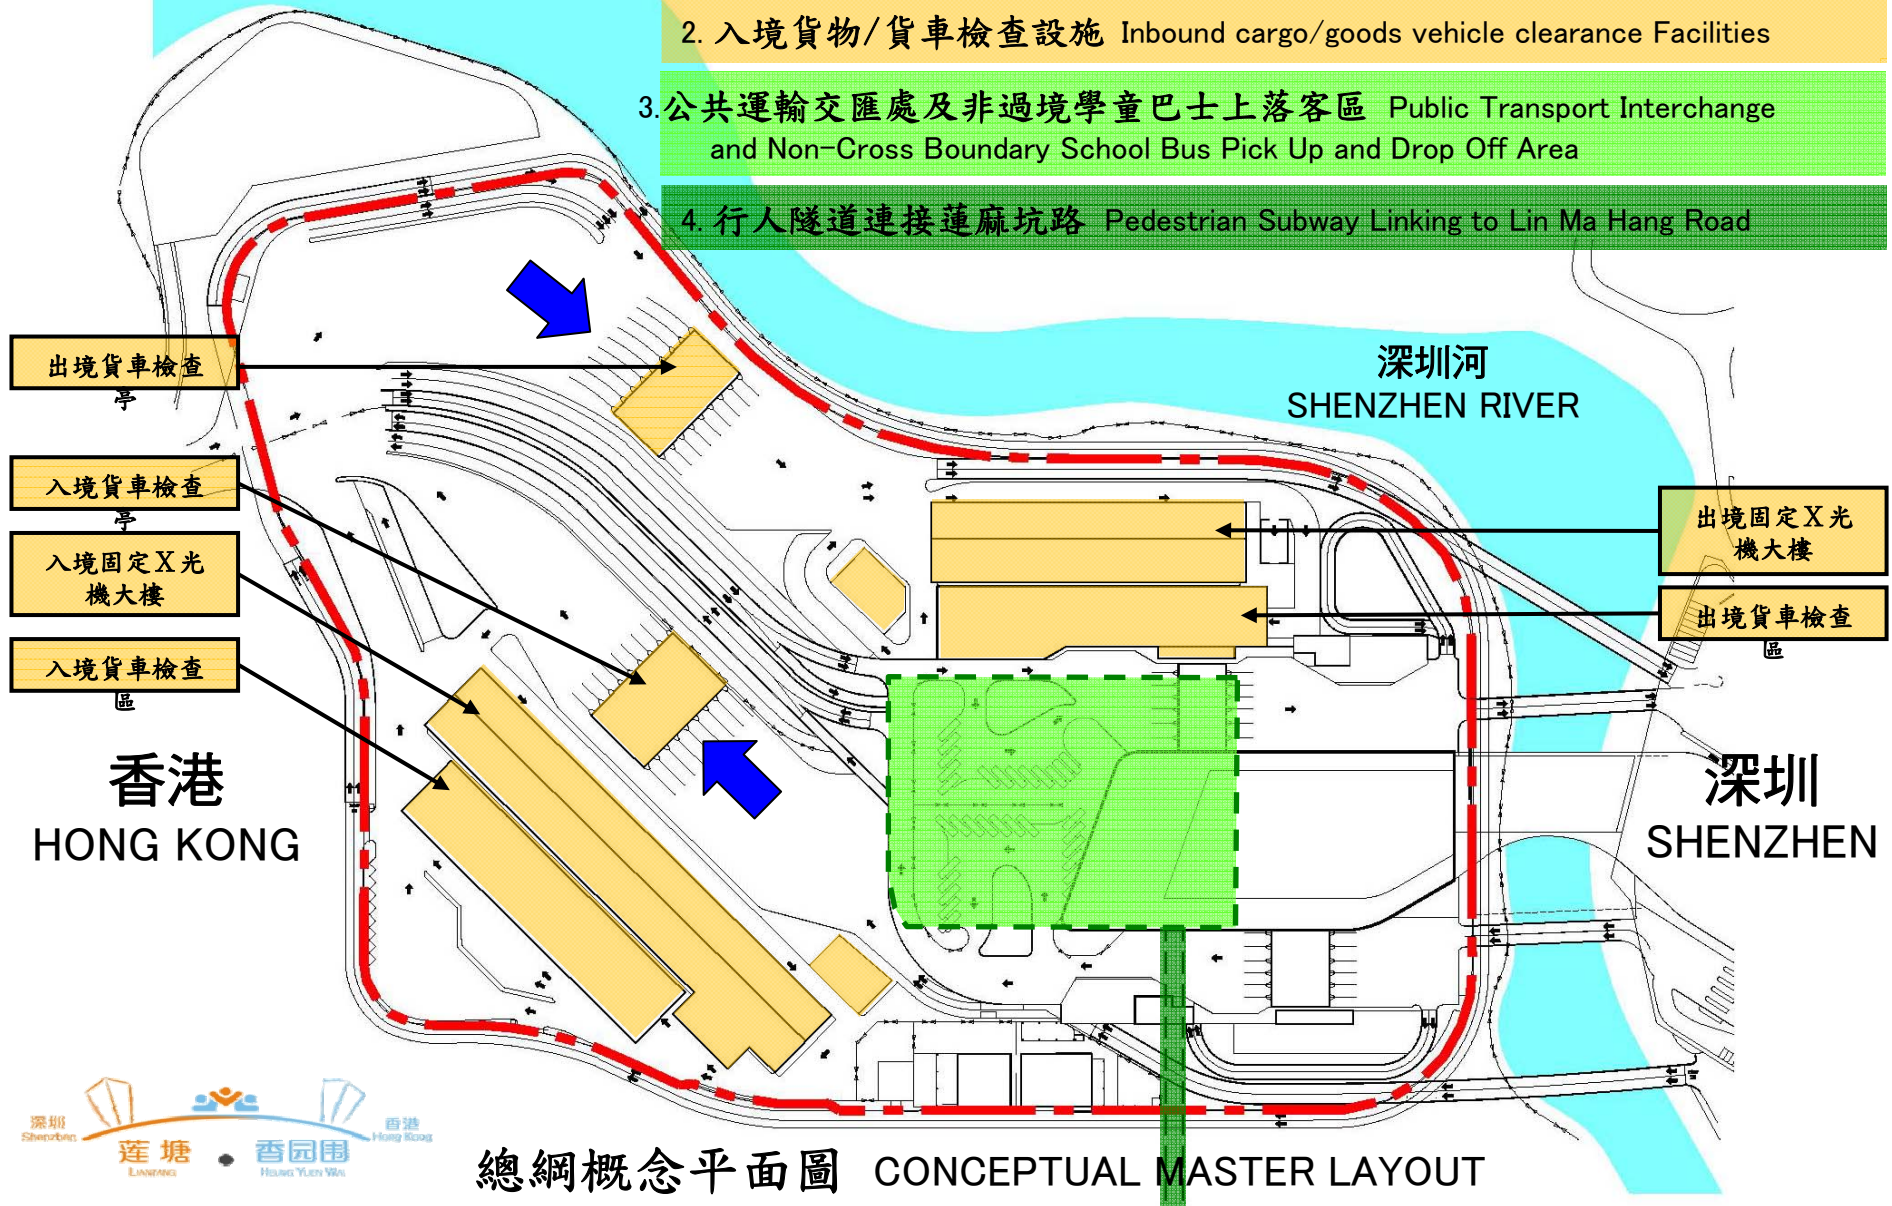 2. 入境貨物/貨車檢查設施 Inbound cargo/goods vehicle clearance Facilities
3.公共運輸交匯處及非過境學童巴士上落客區 Public Transport Interchange
and Non-Cross Boundary School Bus Pick Up and Drop Off Area
4. 行人隧道連接蓮麻坑路 Pedestrian Subway Linking to Lin Ma Hang Road
出境貨車檢查
亭
入境貨車檢查
亭
入境固定X光
機大樓
入境貨車檢查
區
深圳河
SHENZHEN RIVER
出境固定X光
機大樓
出境貨車檢查
區
香港
HONG KONG
深圳
SHENZHEN
深圳
Shenzhen
香港
Hong Kong
莲塘 • 香园围
LIANTANG HEUNG YUEN WAI
總綱概念平面圖 CONCEPTUAL MASTER LAYOUT